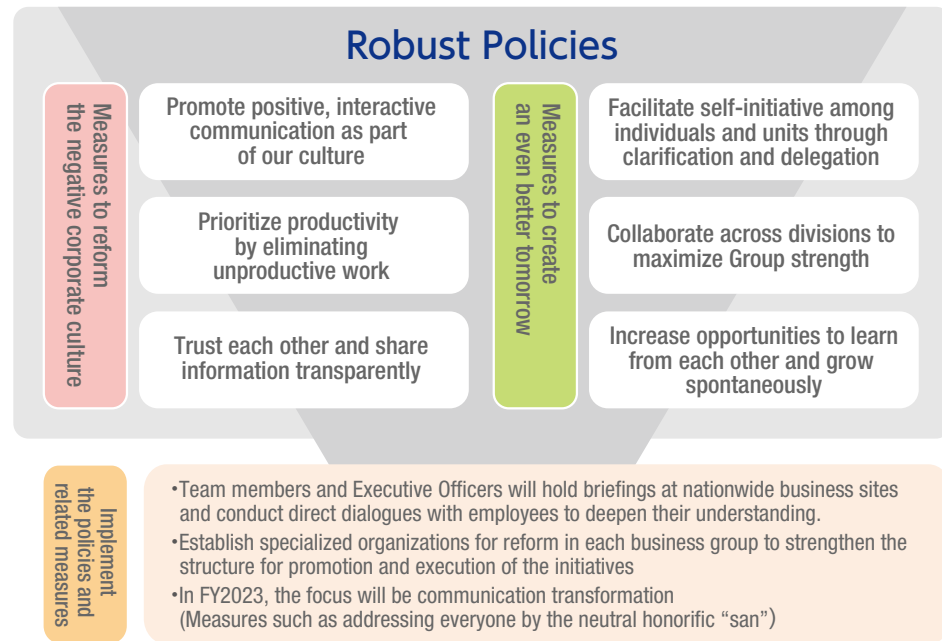 Robust Policies
Measures to reform
the negative corporate culture
Promote positive, interactive
communication as part
of our culture
Prioritize productivity
by eliminating
unproductive work
Trust each other and share
information transparently
Measures to create
an even better tomorrow
Facilitate self-initiative among
individuals and units through
clarification and delegation
Collaborate across divisions to
maximize Group strength
Increase opportunities to learn
from each other and grow
spontaneously
Implement
the policies and
related measures
•Team members and Executive Officers will hold briefings at nationwide business sites
and conduct direct dialogues with employees to deepen their understanding.
•Establish specialized organizations for reform in each business group to strengthen the
structure for promotion and execution of the initiatives
•In FY2023, the focus will be communication transformation
(Measures such as addressing everyone by the neutral honorific “san”)